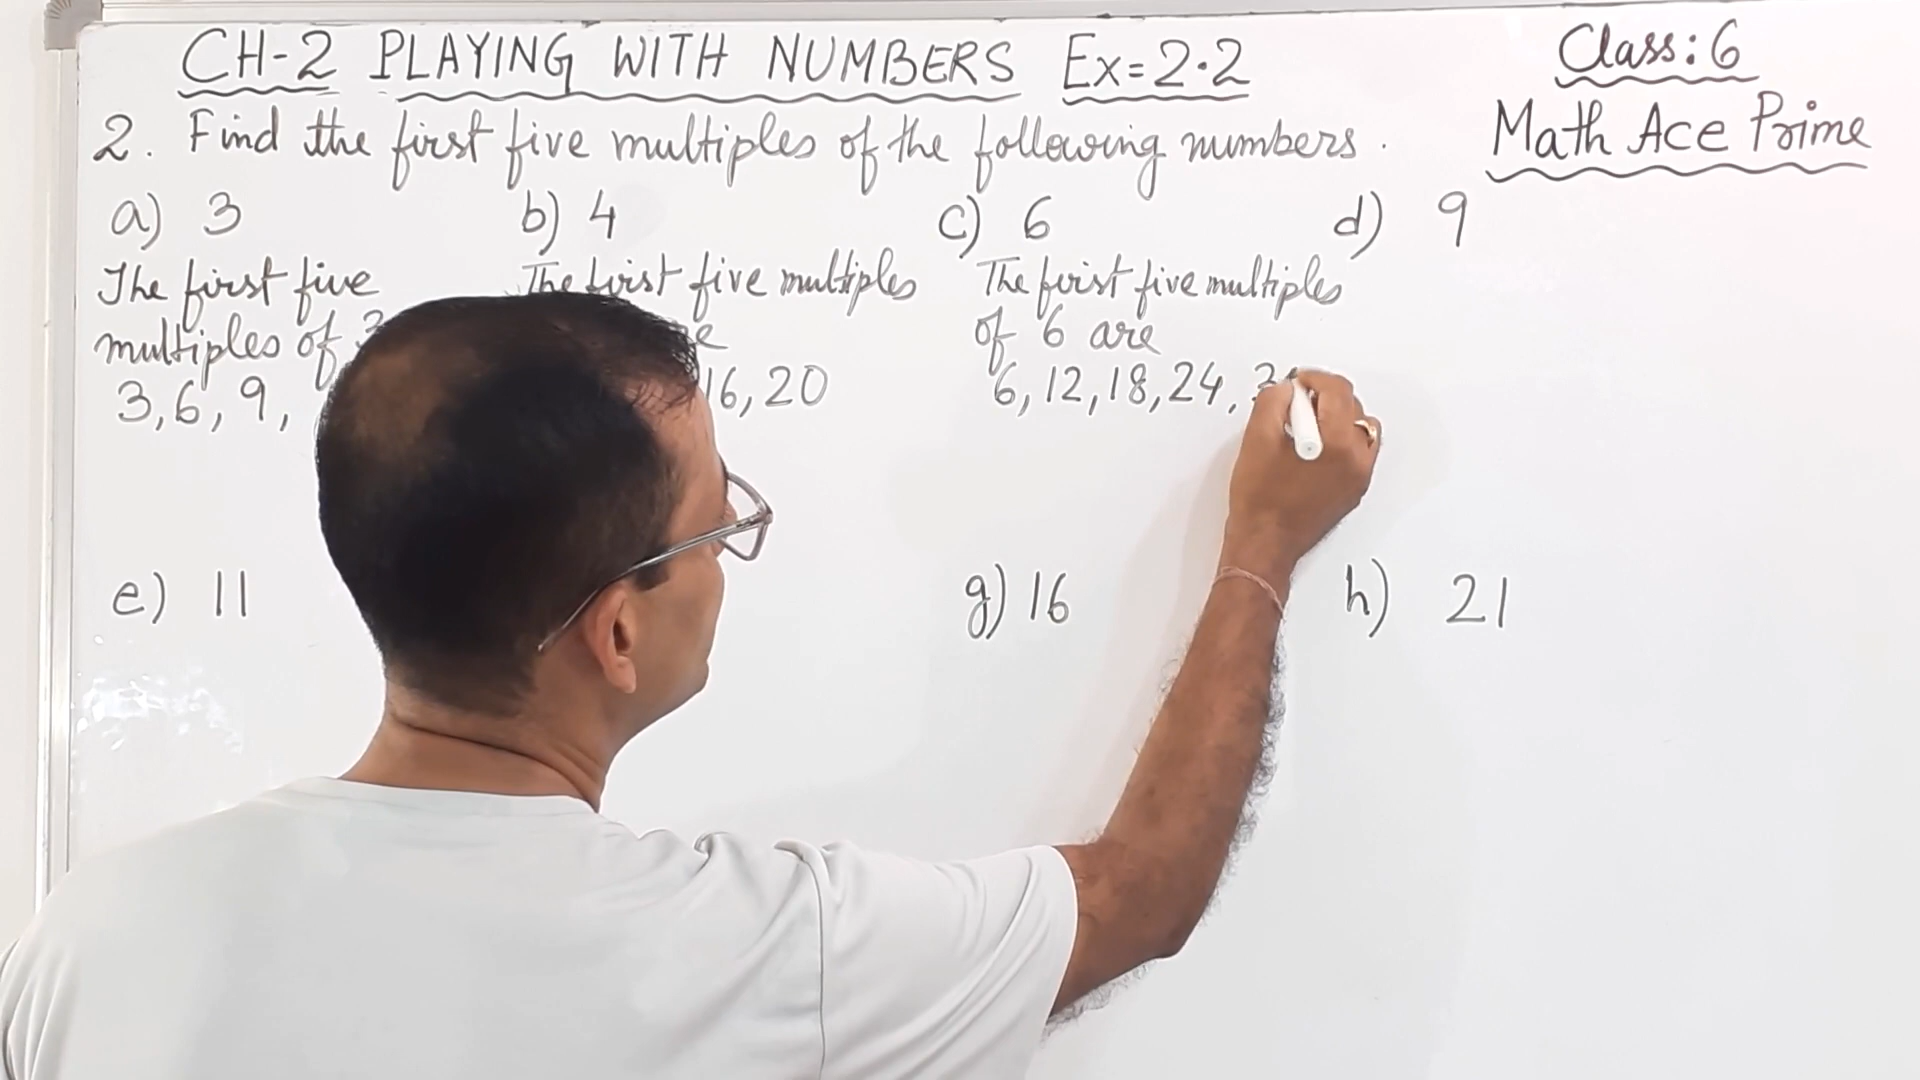 CH-2 PLAYING WITH NUMBERS Ex=2.2
Class: 6
Math Ace Prime
2. Find the first five multiples of the following numbers.
a) 3
b) 4
c) 6
d) 9
The first five
multiples of 3
3, 6, 9,
The first five multiples
16, 20
The first five multiples
of 6 are
6, 12, 18, 24,
e) 11
g) 16
h) 21